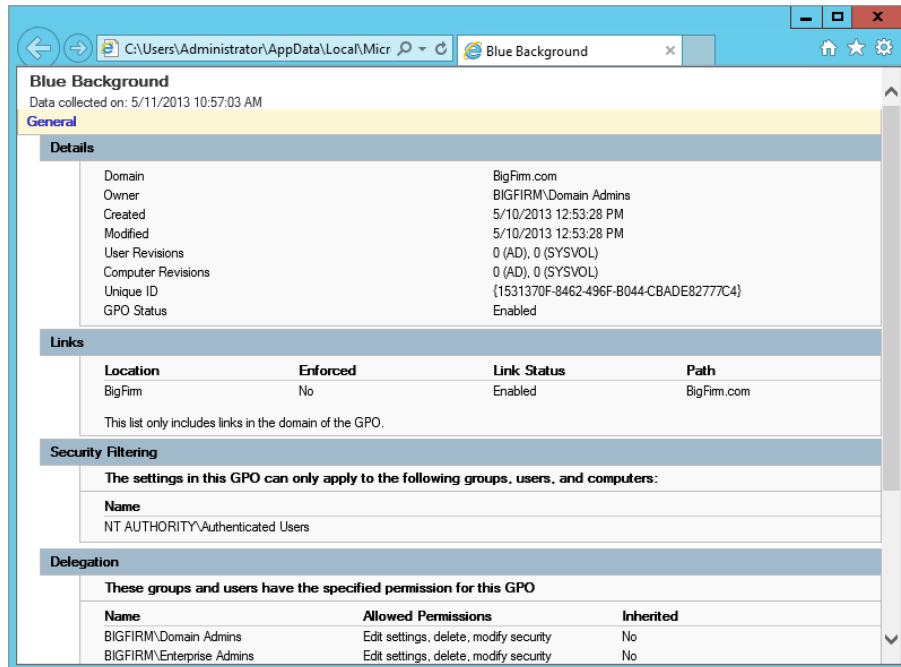 C:\Users\Administrator\AppData\Local\Micr
Blue Background
Blue Background
Data collected on: 5/11/2013 10:57:03 AM
General
Details
Domain BigFirm.com
Owner BIGFIRM\Domain Admins
Created 5/10/2013 12:53:28 PM
Modified 5/10/2013 12:53:28 PM
User Revisions 0 (AD), 0 (SYSVOL)
Computer Revisions 0 (AD), 0 (SYSVOL)
Unique ID {1531370F-8462-496F-B044-CBADE82777C4}
GPO Status Enabled
Links
Location Enforced Link Status Path
BigFirm No Enabled BigFirm.com
This list only includes links in the domain of the GPO.
Security Filtering
The settings in this GPO can only apply to the following groups, users, and computers:
Name
NT AUTHORITY\Authenticated Users
Delegation
These groups and users have the specified permission for this GPO
Name Allowed Permissions Inherited
BIGFIRM\Domain Admins Edit settings, delete, modify security No
BIGFIRM\Enterprise Admins Edit settings, delete, modify security No